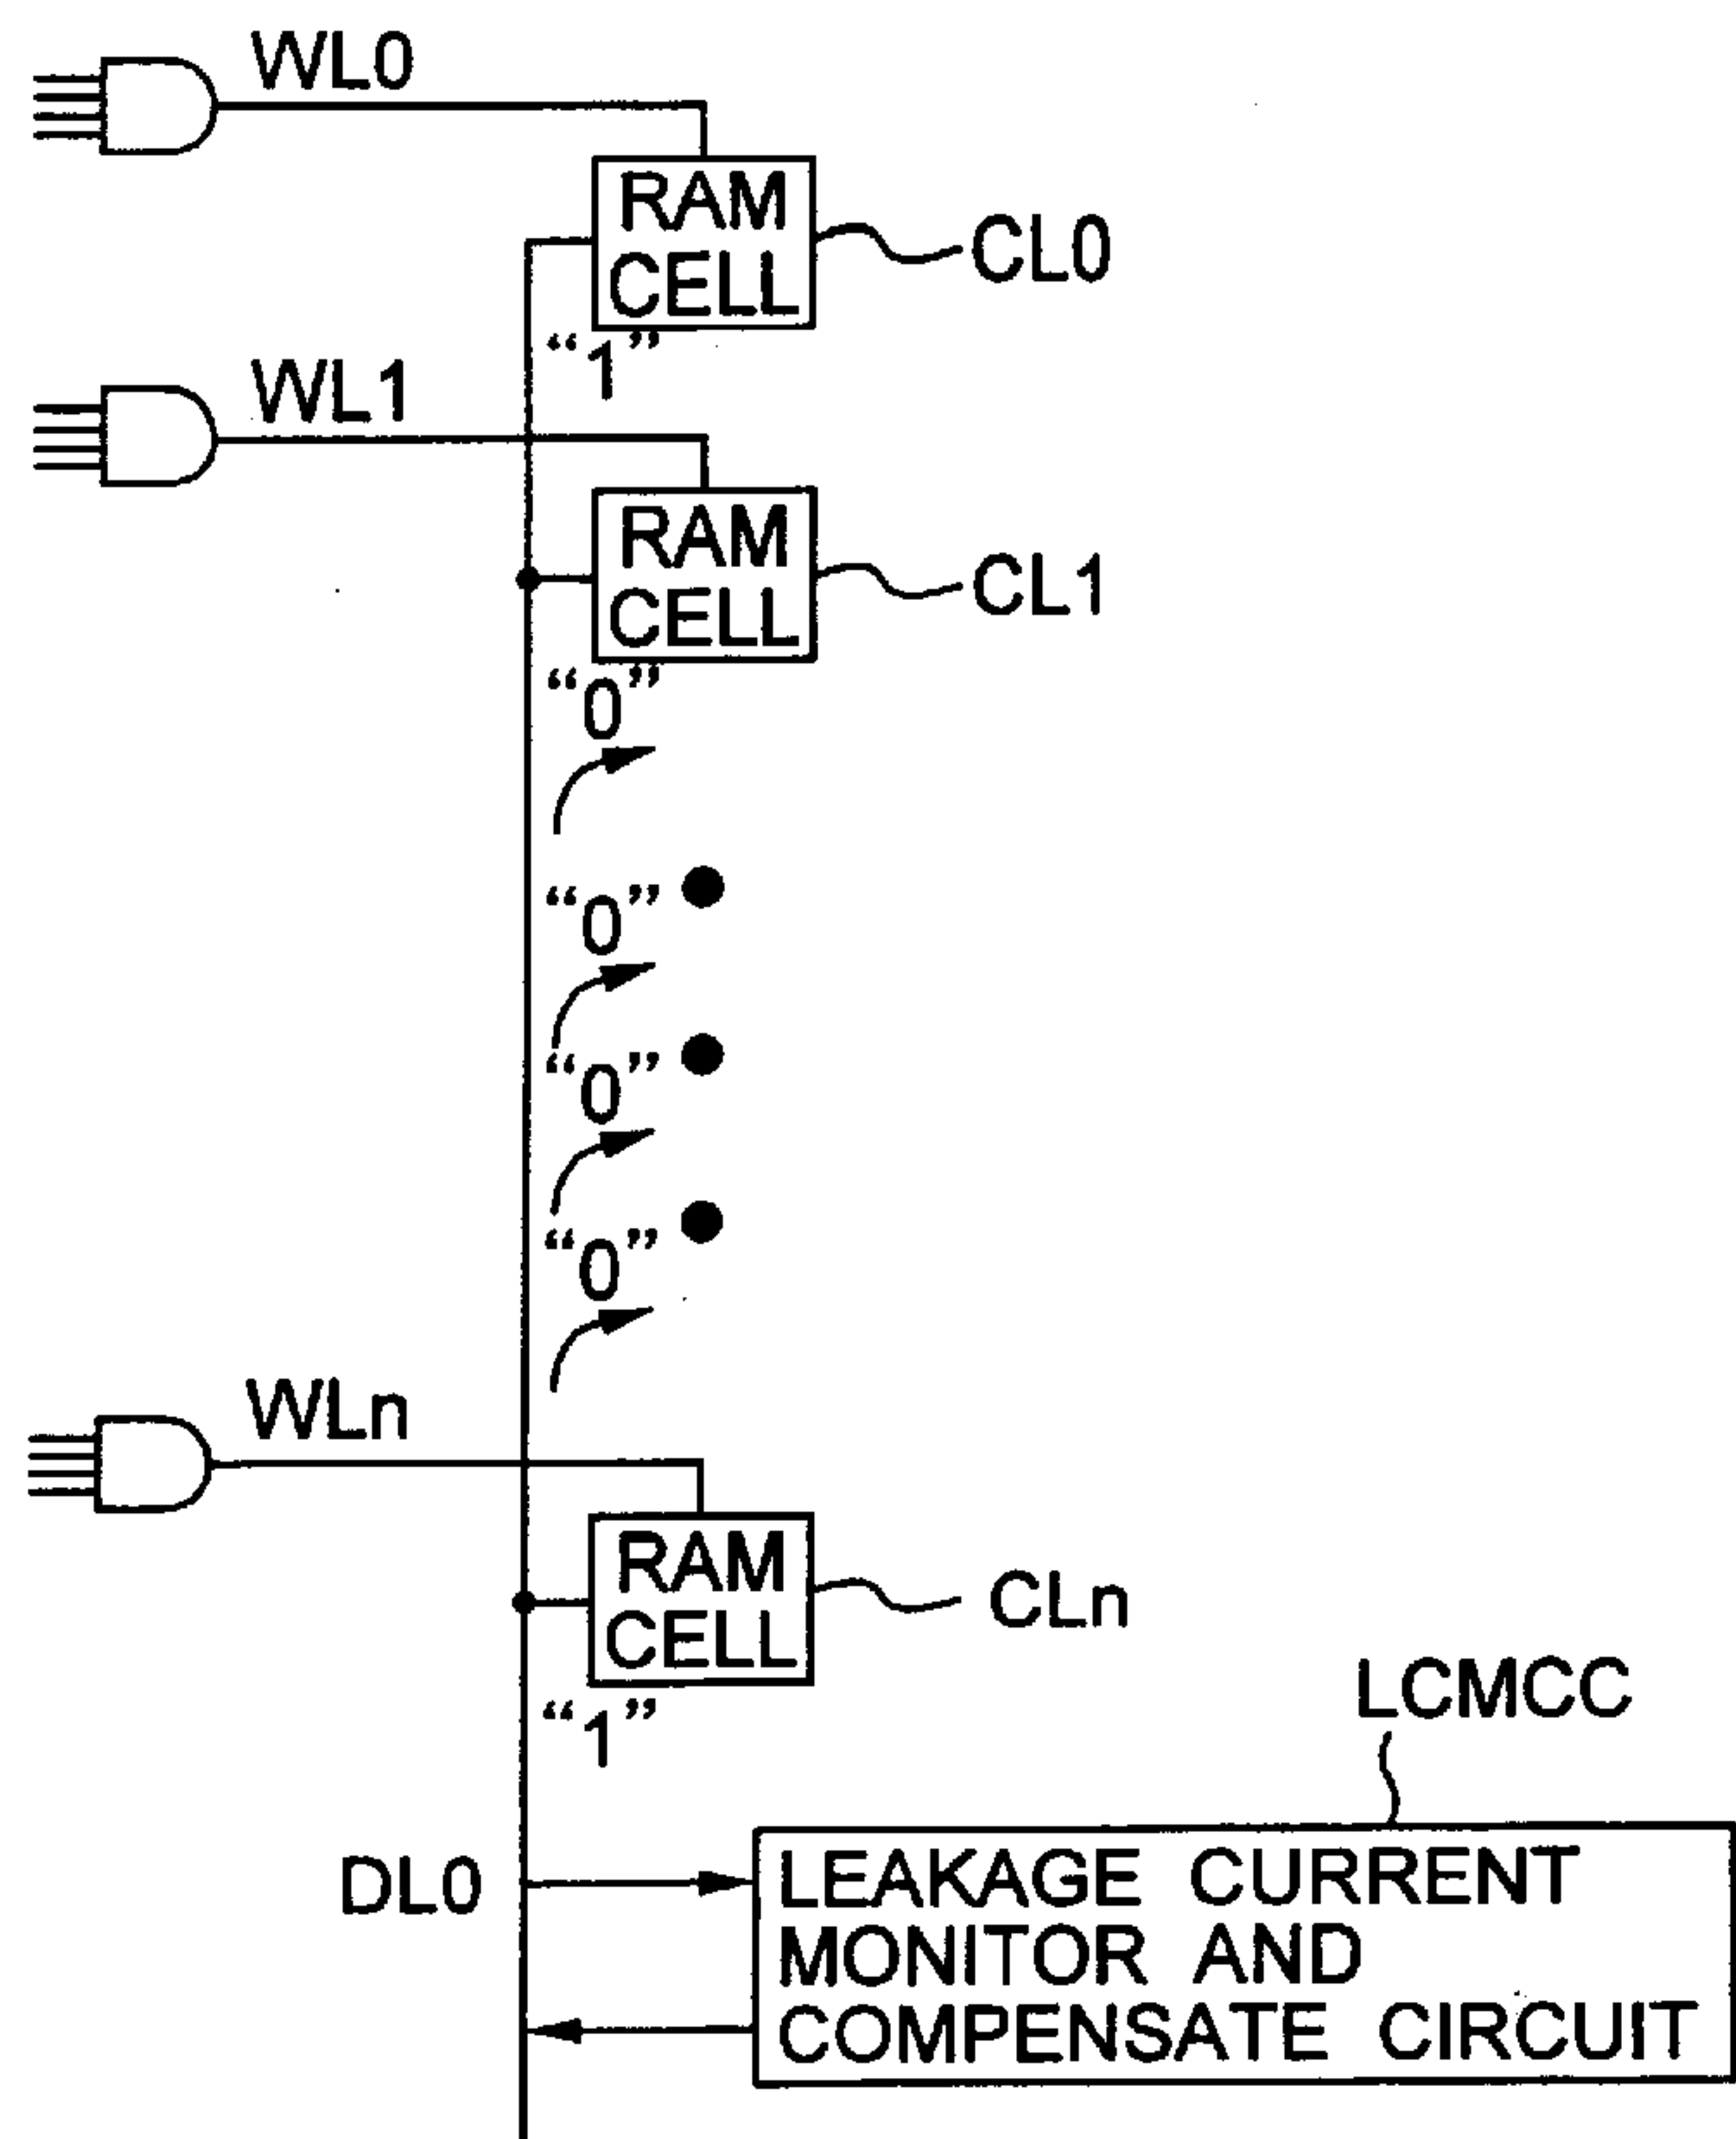 WL0
RAM
CELL
CL0
“1”
WL1
RAM
CELL
CL1
“0”
“0”
“0”
“0”
WLn
RAM
CELL
CLn
“1”
LCMCC
DL0
LEAKAGE CURRENT
MONITOR AND
COMPENSATE CIRCUIT